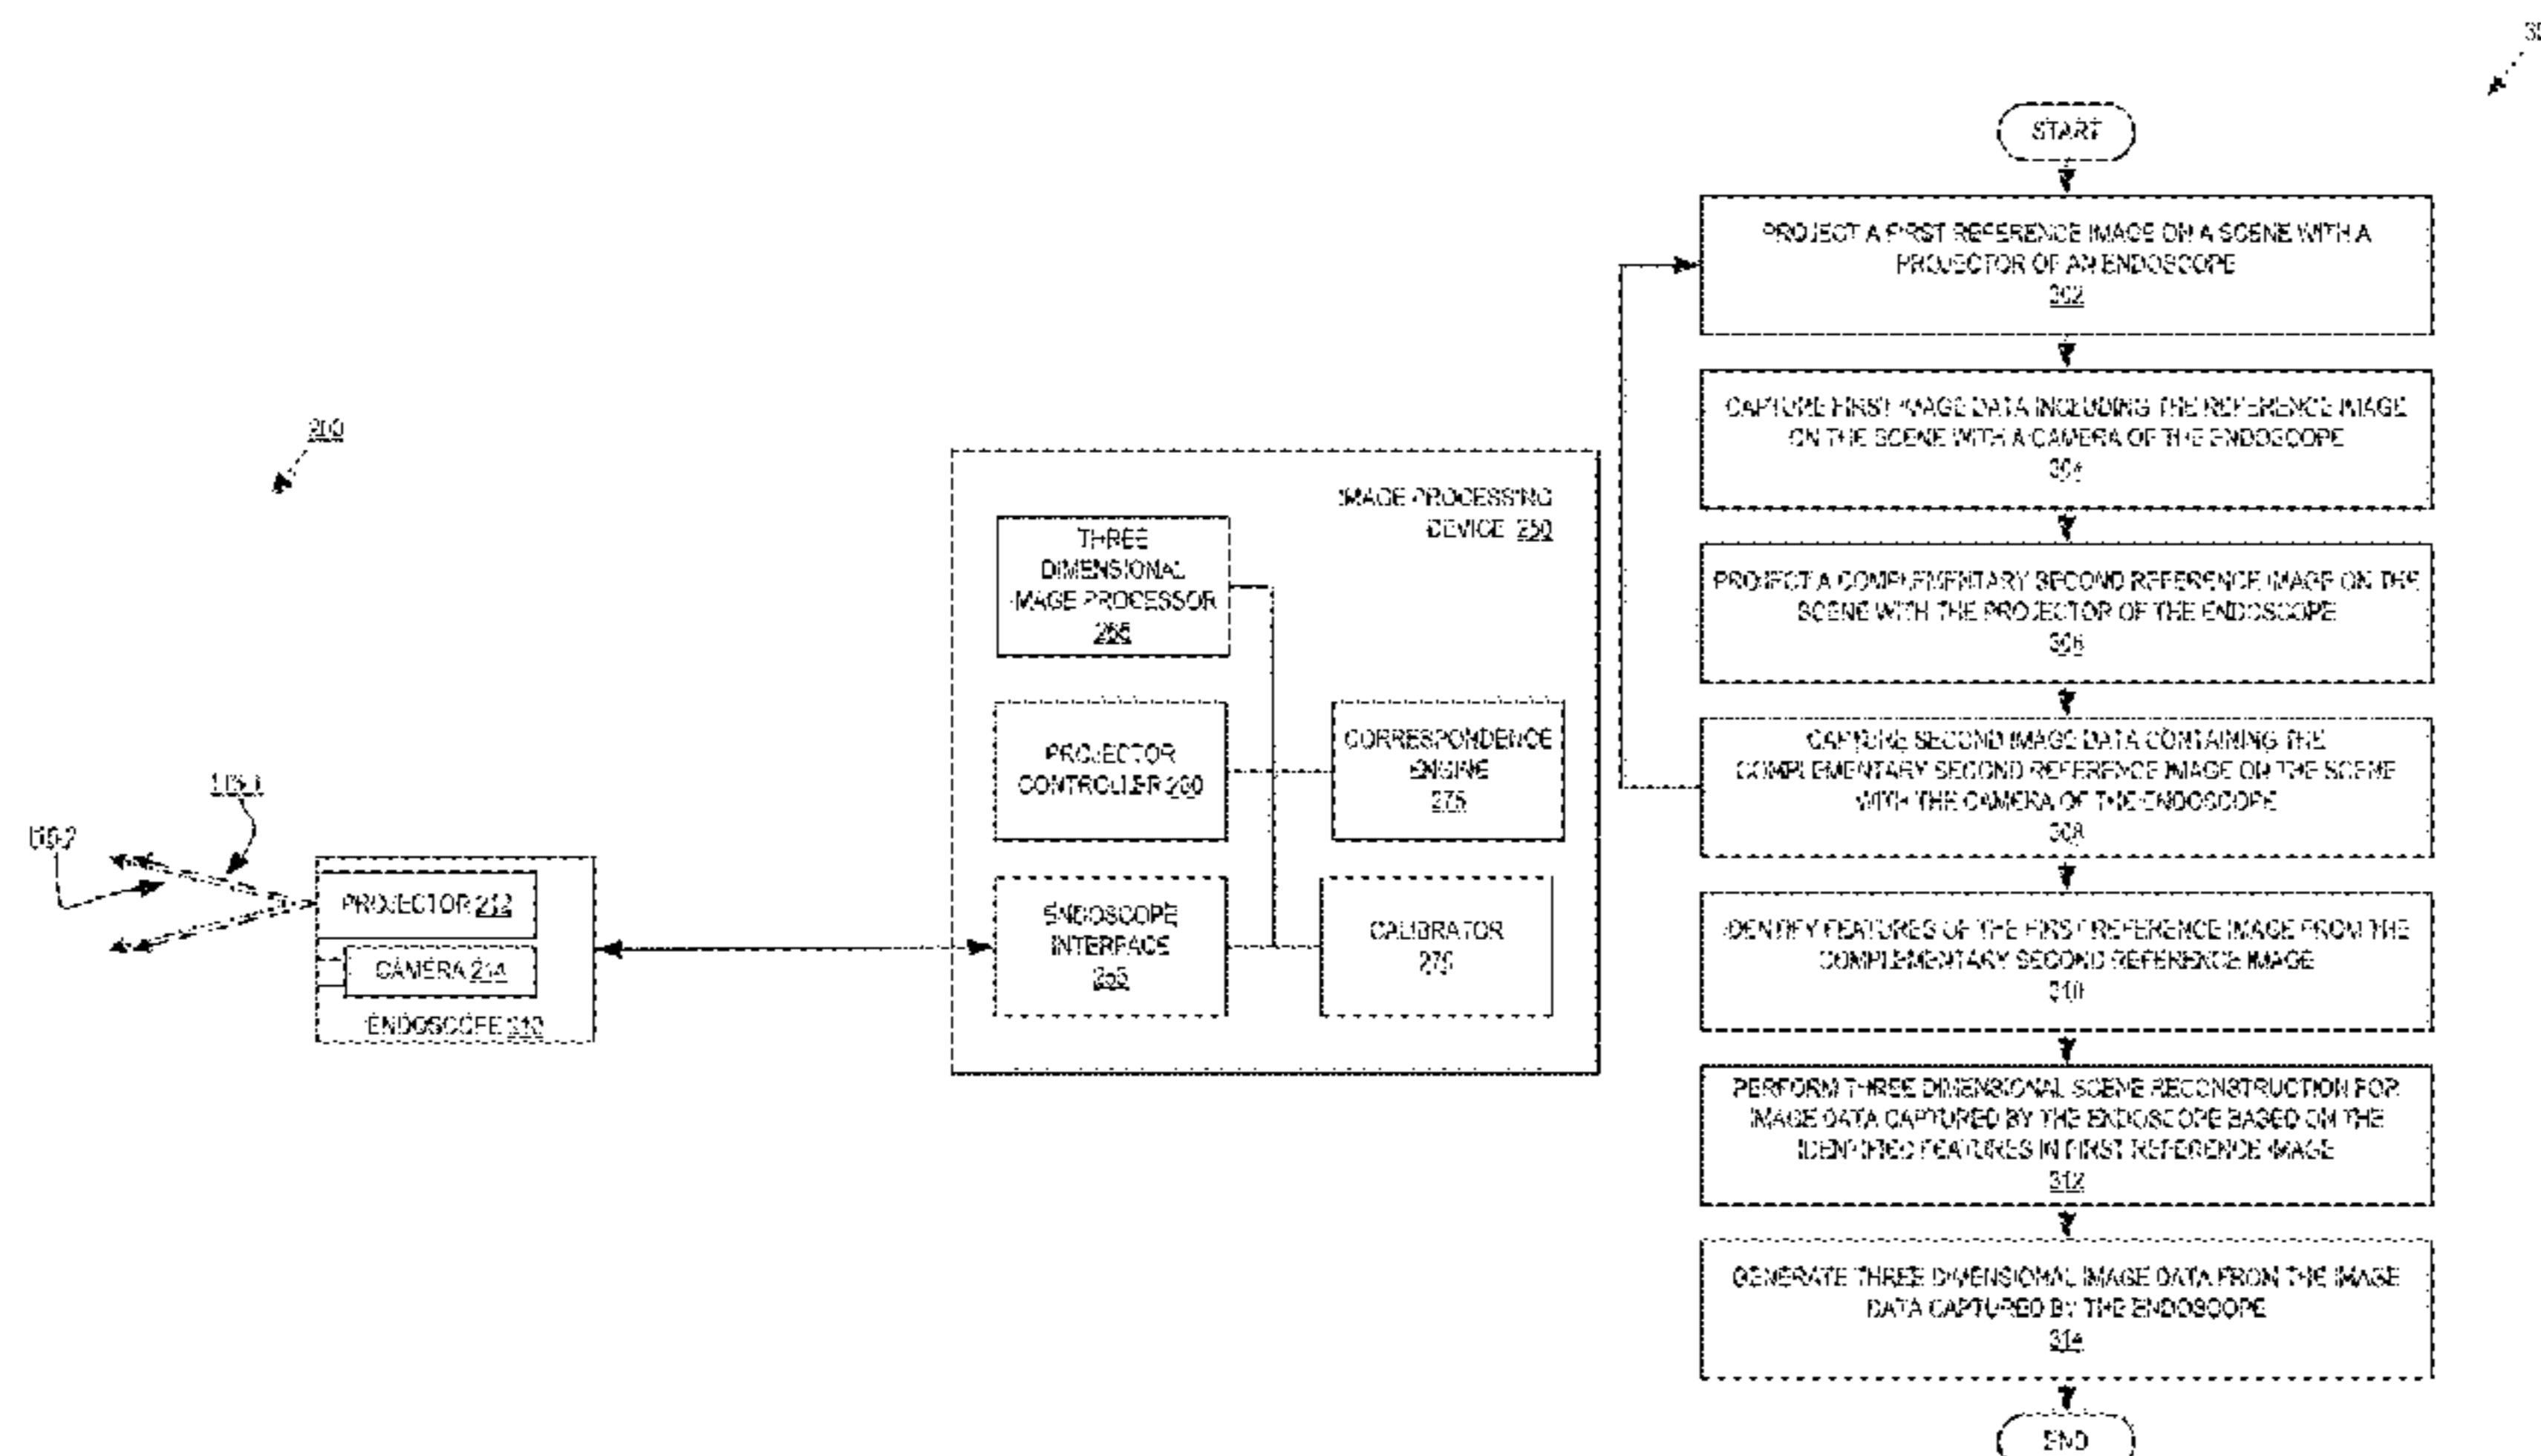 200
PROJECTOR 212
CAMERA 214
ENDOSCOPE 210
IMAGE PROCESSING
DEVICE 250
THREE
DIMENSIONAL
IMAGE PROCESSOR
PROJECTOR
CONTROLLER 260
CORRESPONDENCE
ENGINE
275
ENDOSCOPE
INTERFACE
255
CALIBRATOR
270
START
PROJECT A FIRST REFERENCE IMAGE ON A SCENE WITH A
PROJECTOR OF AN ENDOSCOPE
302
CAPTURE FIRST IMAGE DATA INCLUDING THE REFERENCE IMAGE
ON THE SCENE WITH A CAMERA OF THE ENDOSCOPE
304
PROJECT A COMPLEMENTARY SECOND REFERENCE IMAGE ON THE
SCENE WITH THE PROJECTOR OF THE ENDOSCOPE
306
CAPTURE SECOND IMAGE DATA CONTAINING THE
COMPLEMENTARY SECOND REFERENCE IMAGE ON THE SCENE
WITH THE CAMERA OF THE ENDOSCOPE
308
IDENTIFY FEATURES OF THE FIRST REFERENCE IMAGE FROM THE
COMPLEMENTARY SECOND REFERENCE IMAGE
310
PERFORM THREE DIMENSIONAL SCENE RECONSTRUCTION FOR
IMAGE DATA CAPTURED BY THE ENDOSCOPE BASED ON THE
IDENTIFIED FEATURES IN FIRST REFERENCE IMAGE
312
GENERATE THREE DIMENSIONAL IMAGE DATA FROM THE IMAGE
DATA CAPTURED BY THE ENDOSCOPE
314
END